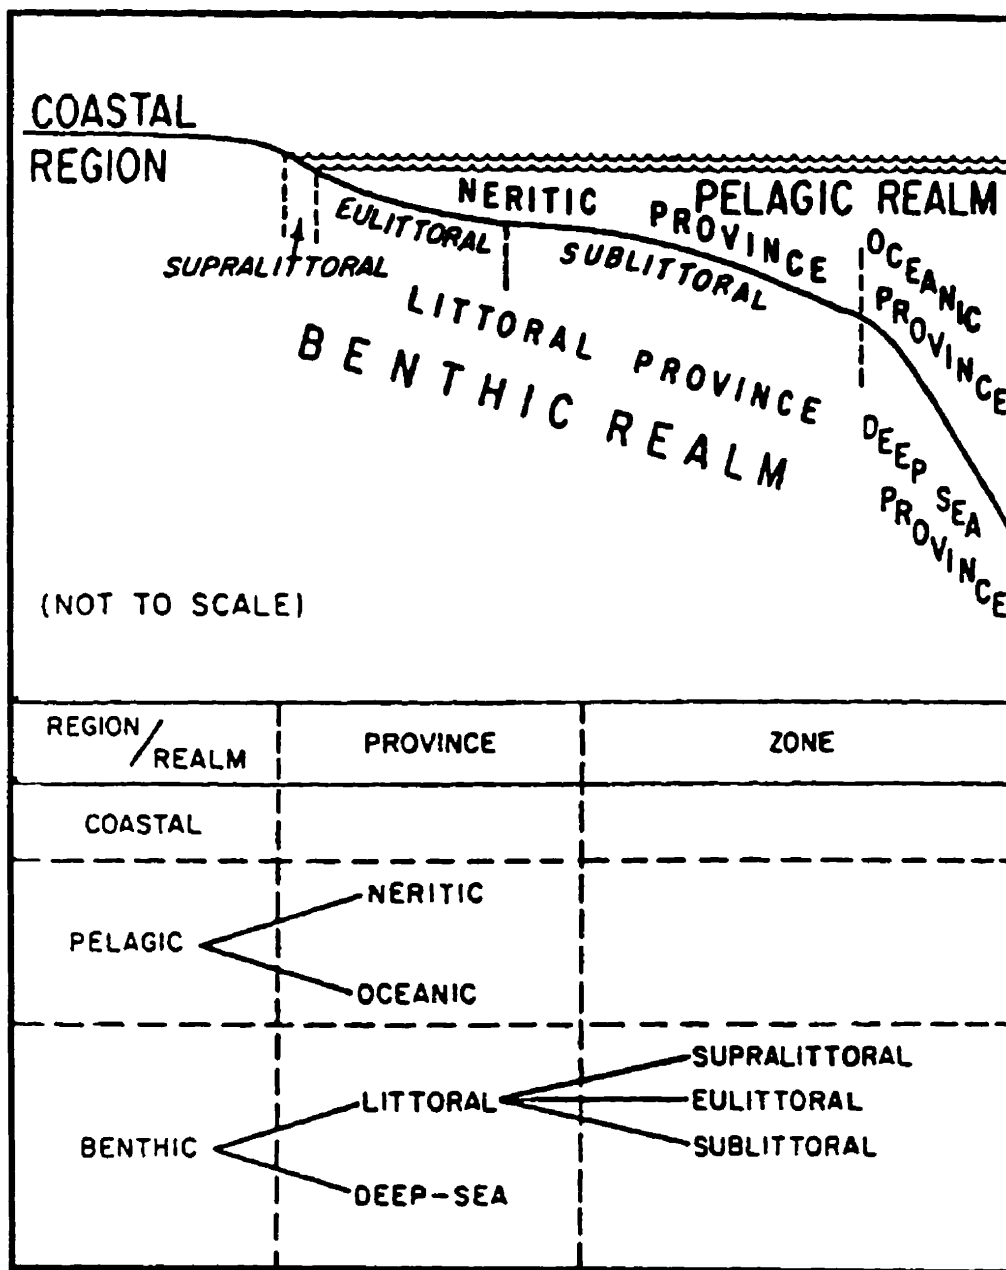 COASTAL
REGION
PELAGIC REALM
NERITIC PROVINCE
OCEANIC
PROVINCE
EULITTORAL
SUPRALITTORAL
SUBLITTORAL
LITTORAL PROVINCE
BENTHIC REALM
DEEP SEA
PROVINCE
(NOT TO SCALE)
REGION/REALM PROVINCE ZONE
COASTAL
NERITIC
PELAGIC
OCEANIC
SUPRALITTORAL
LITTORAL EULITTORAL
BENTHIC SUBLITTORAL
DEEP-SEA